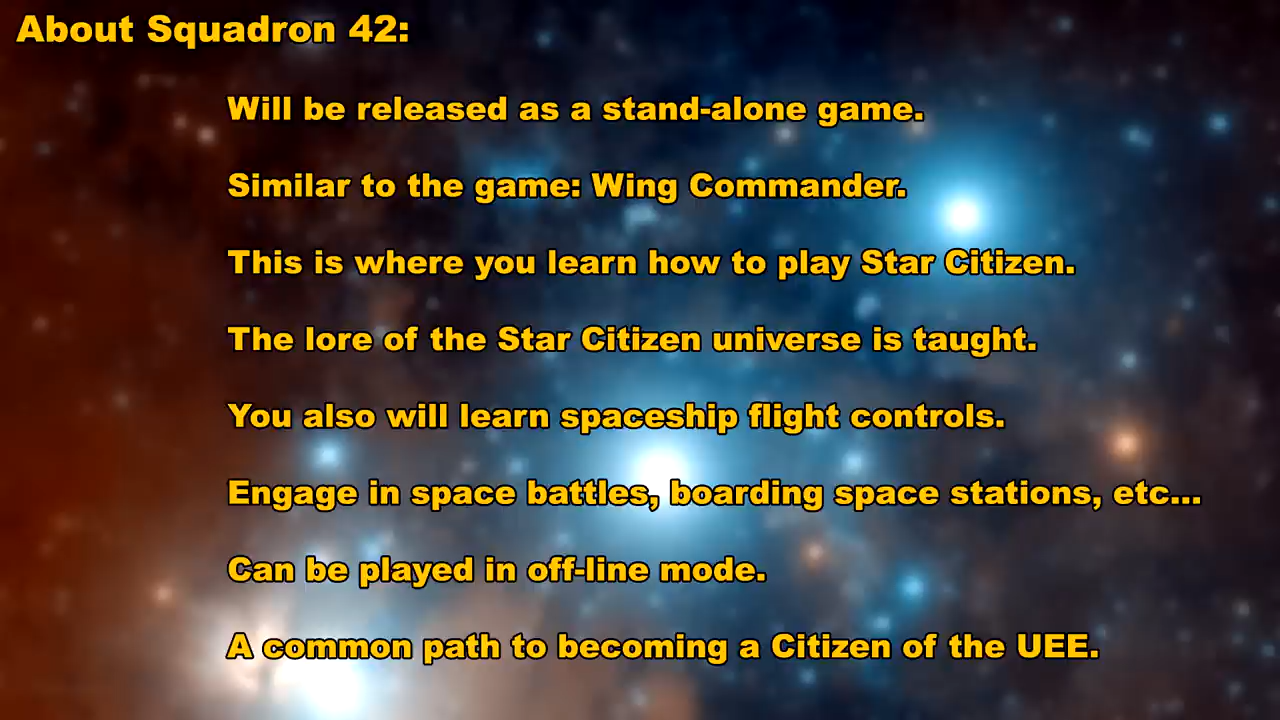 About Squadron 42:
Will be released as a stand-alone game.
Similar to the game: Wing Commander.
This is where you learn how to play Star Citizen.
The lore of the Star Citizen universe is taught.
You also will learn spaceship flight controls.
Engage in space battles, boarding space stations, etc...
Can be played in off-line mode.
A common path to becoming a Citizen of the UEE.